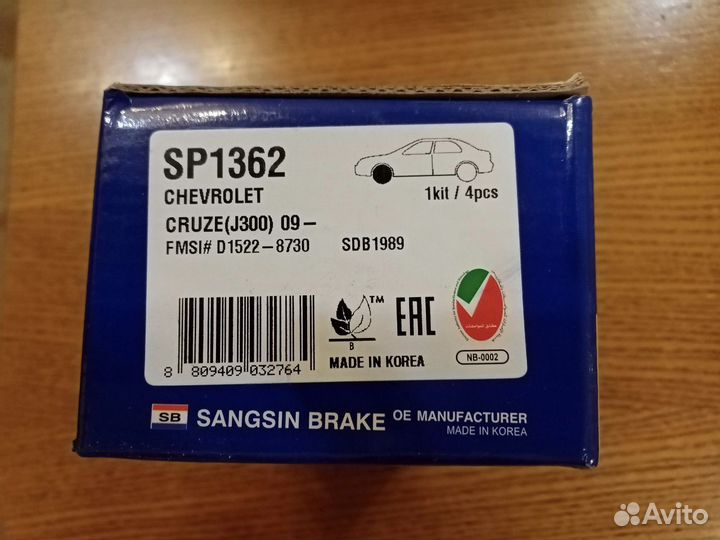 SP1362
CHEVROLET
1kit / 4pcs
CRUZE(J300) 09-
FMSI# D1522-8730 SDB1989
TM
EAC
B
MADE IN KOREA
NB-0002
8 809409 032764
SB SANGSIN BRAKE OE MANUFACTURER
MADE IN KOREA
Avito